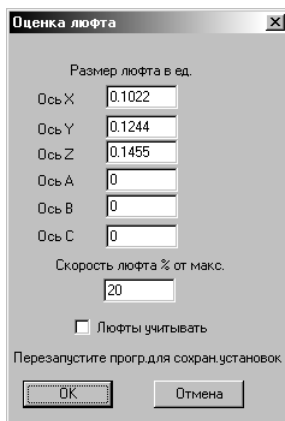 Оценка люфта
Размер люфта в ед.
Ось X 0.1022
Ось Y 0.1244
Ось Z 0.1455
Ось A 0
Ось B 0
Ось C 0
Скорость люфта % от макс.
20
Люфты учитывать
Перезапустите прогр.для сохран.установок
OK Отмена